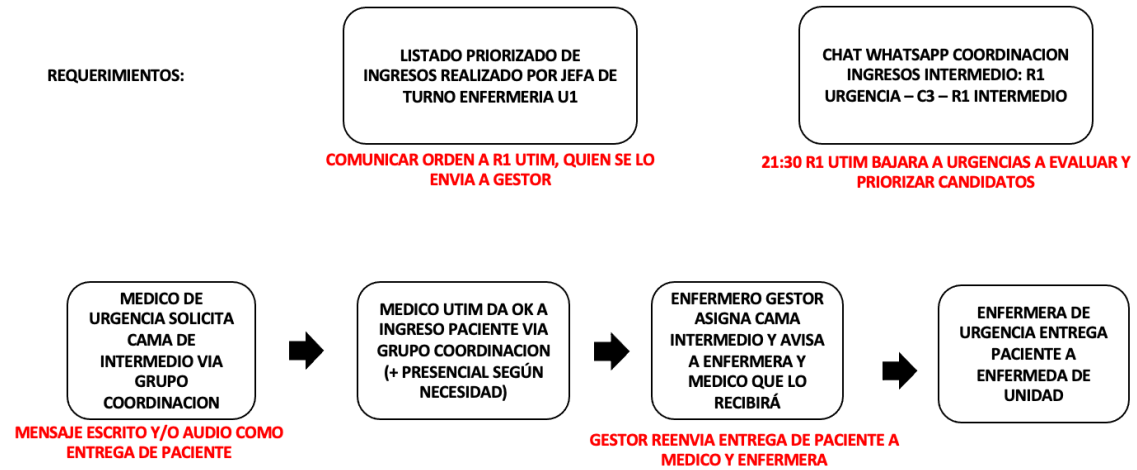 REQUERIMIENTOS:
LISTADO PRIORIZADO DE
INGRESOS REALIZADO POR JEFA DE
TURNO ENFERMERIA U1
COMUNICAR ORDEN A R1 UTIM, QUIEN SE LO
ENVIA A GESTOR
CHAT WHATSAPP COORDINACION
INGRESOS INTERMEDIO: R1
URGENCIA – C3 – R1 INTERMEDIO
21:30 R1 UTIM BAJARA A URGENCIAS A EVALUAR Y
PRIORIZAR CANDIDATOS
MEDICO DE
URGENCIA SOLICITA
CAMA DE
INTERMEDIO VIA
GRUPO
COORDINACION
MENSAJE ESCRITO Y/O AUDIO COMO
ENTREGA DE PACIENTE
MEDICO UTIM DA OK A
INGRESO PACIENTE VIA
GRUPO COORDINACION
(+ PRESENCIAL SEGÚN
NECESIDAD)
ENFERMERO GESTOR
ASIGNA CAMA
INTERMEDIO Y AVISA
A ENFERMERA Y
MEDICO QUE LO
RECIBIRÁ
GESTOR REENVIA ENTREGA DE PACIENTE A
MEDICO Y ENFERMERA
ENFERMERA DE
URGENCIA ENTREGA
PACIENTE A
ENFERMEDA DE
UNIDAD